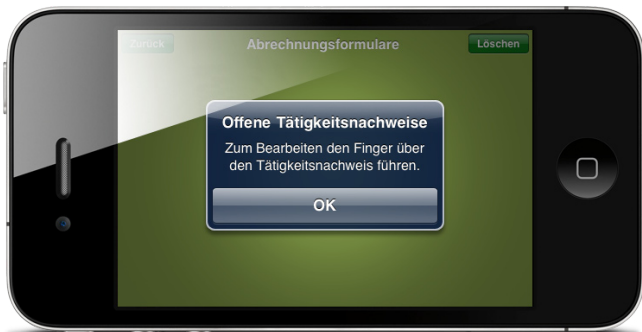 Zurück
Abrechnungsformulare
Löschen
Offene Tätigkeitsnachweise
Zum Bearbeiten den Finger über
den Tätigkeitsnachweis führen.
OK